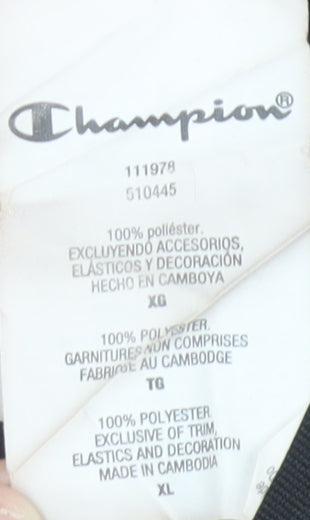 Champion®
111978
510445
100% poliéster.
EXCLUYENDO ACCESORIOS,
ELÁSTICOS Y DECORACIÓN
HECHO EN CAMBOYA
XG
100% POLYESTER.
GARNITURES NON COMPRISES
FABRIQUE AU CAMBODGE
TG
100% POLYESTER
EXCLUSIVE OF TRIM,
ELASTICS AND DECORATION
MADE IN CAMBODIA
XL